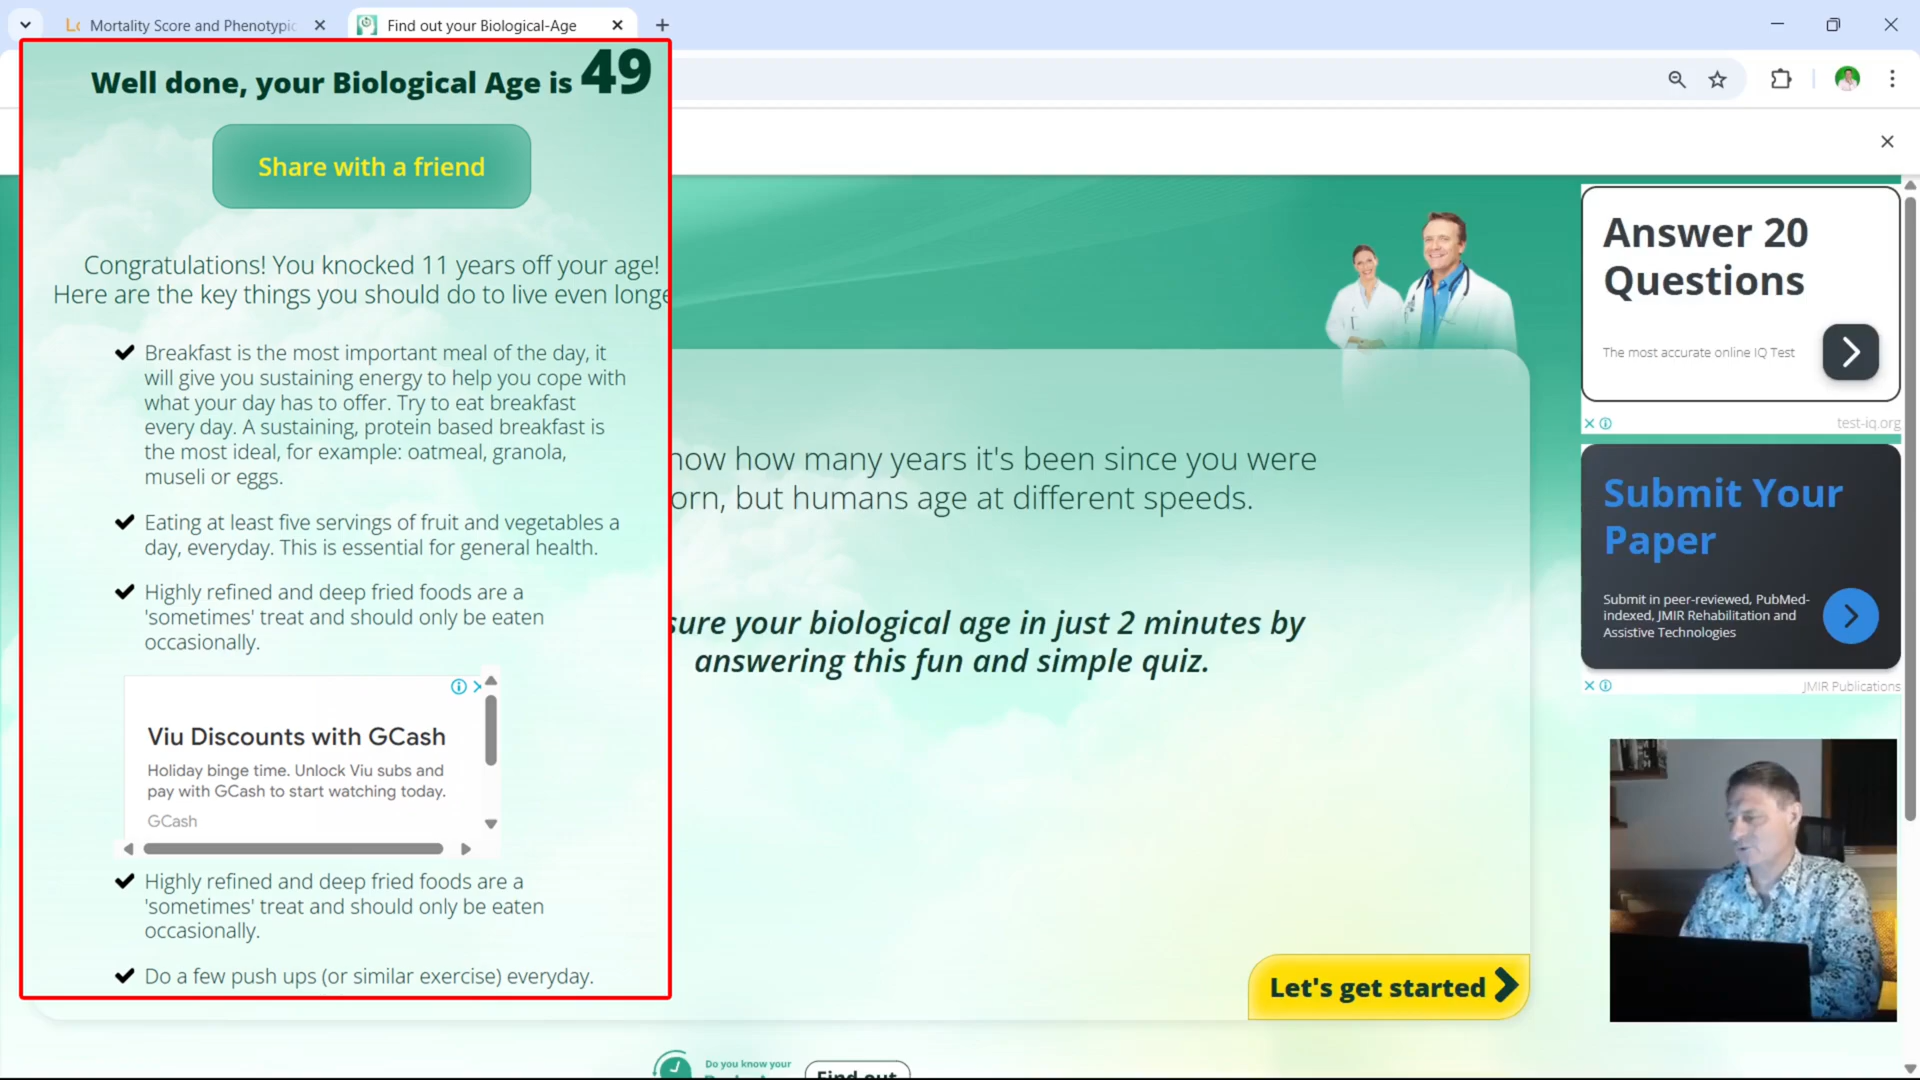 Mortality Score and Phenotypic
Find out your Biological-Age
Well done, your Biological Age is 49
Share with a friend
Congratulations! You knocked 11 years off your age!
Here are the key things you should do to live even longe
Breakfast is the most important meal of the day, it
will give you sustaining energy to help you cope with
what your day has to offer. Try to eat breakfast
every day. A sustaining, protein based breakfast is
the most ideal, for example: oatmeal, granola,
museli or eggs.
Eating at least five servings of fruit and vegetables a
day, everyday. This is essential for general health.
Highly refined and deep fried foods are a
'sometimes' treat and should only be eaten
occasionally.
Viu Discounts with GCash
Holiday binge time. Unlock Viu subs and
pay with GCash to start watching today.
GCash
Highly refined and deep fried foods are a
'sometimes' treat and should only be eaten
occasionally.
Do a few push ups (or similar exercise) everyday.
now how many years it's been since you were
orn, but humans age at different speeds.
sure your biological age in just 2 minutes by
answering this fun and simple quiz.
Let's get started
Do you know your
Find out
Answer 20
Questions
The most accurate online IQ Test
test-iq.org
Submit Your
Paper
Submit in peer-reviewed, PubMed-
indexed, JMIR Rehabilitation and
Assistive Technologies
JMIR Publications